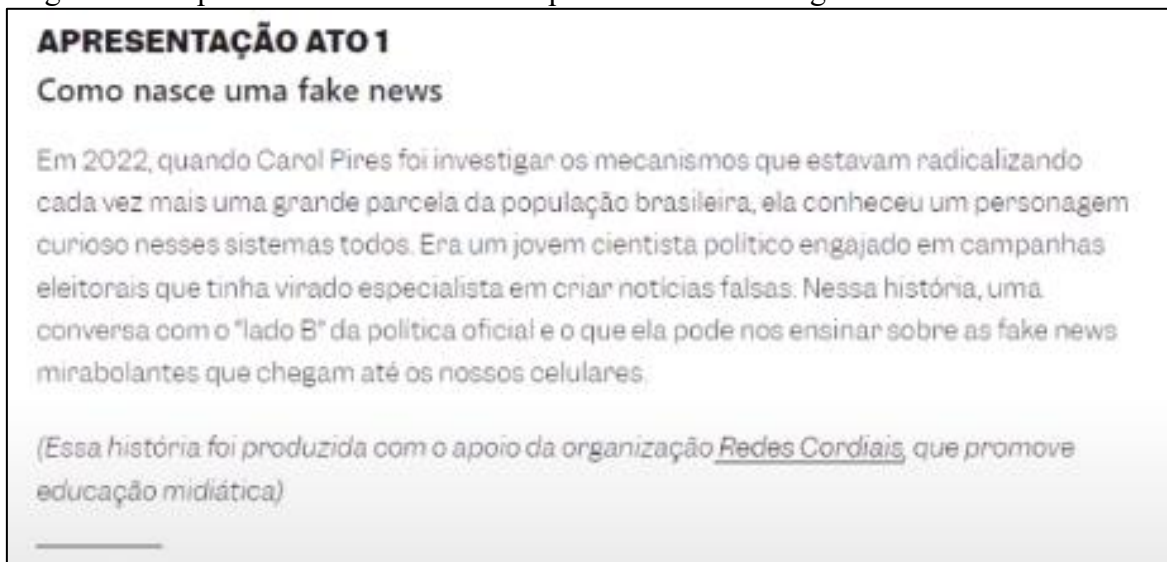 APRESENTAÇÃO ATO 1
Como nasce uma fake news
Em 2022, quando Carol Pires foi investigar os mecanismos que estavam radicalizando
cada vez mais uma grande parcela da população brasileira, ela conheceu um personagem
curioso nesses sistemas todos. Era um jovem cientista político engajado em campanhas
eleitorais que tinha virado especialista em criar notícias falsas. Nessa história, uma
conversa com o "lado B" da política oficial e o que ela pode nos ensinar sobre as fake news
mirabolantes que chegam até os nossos celulares.
(Essa história foi produzida com o apoio da organização Redes Cordiais, que promove
educação midiática)